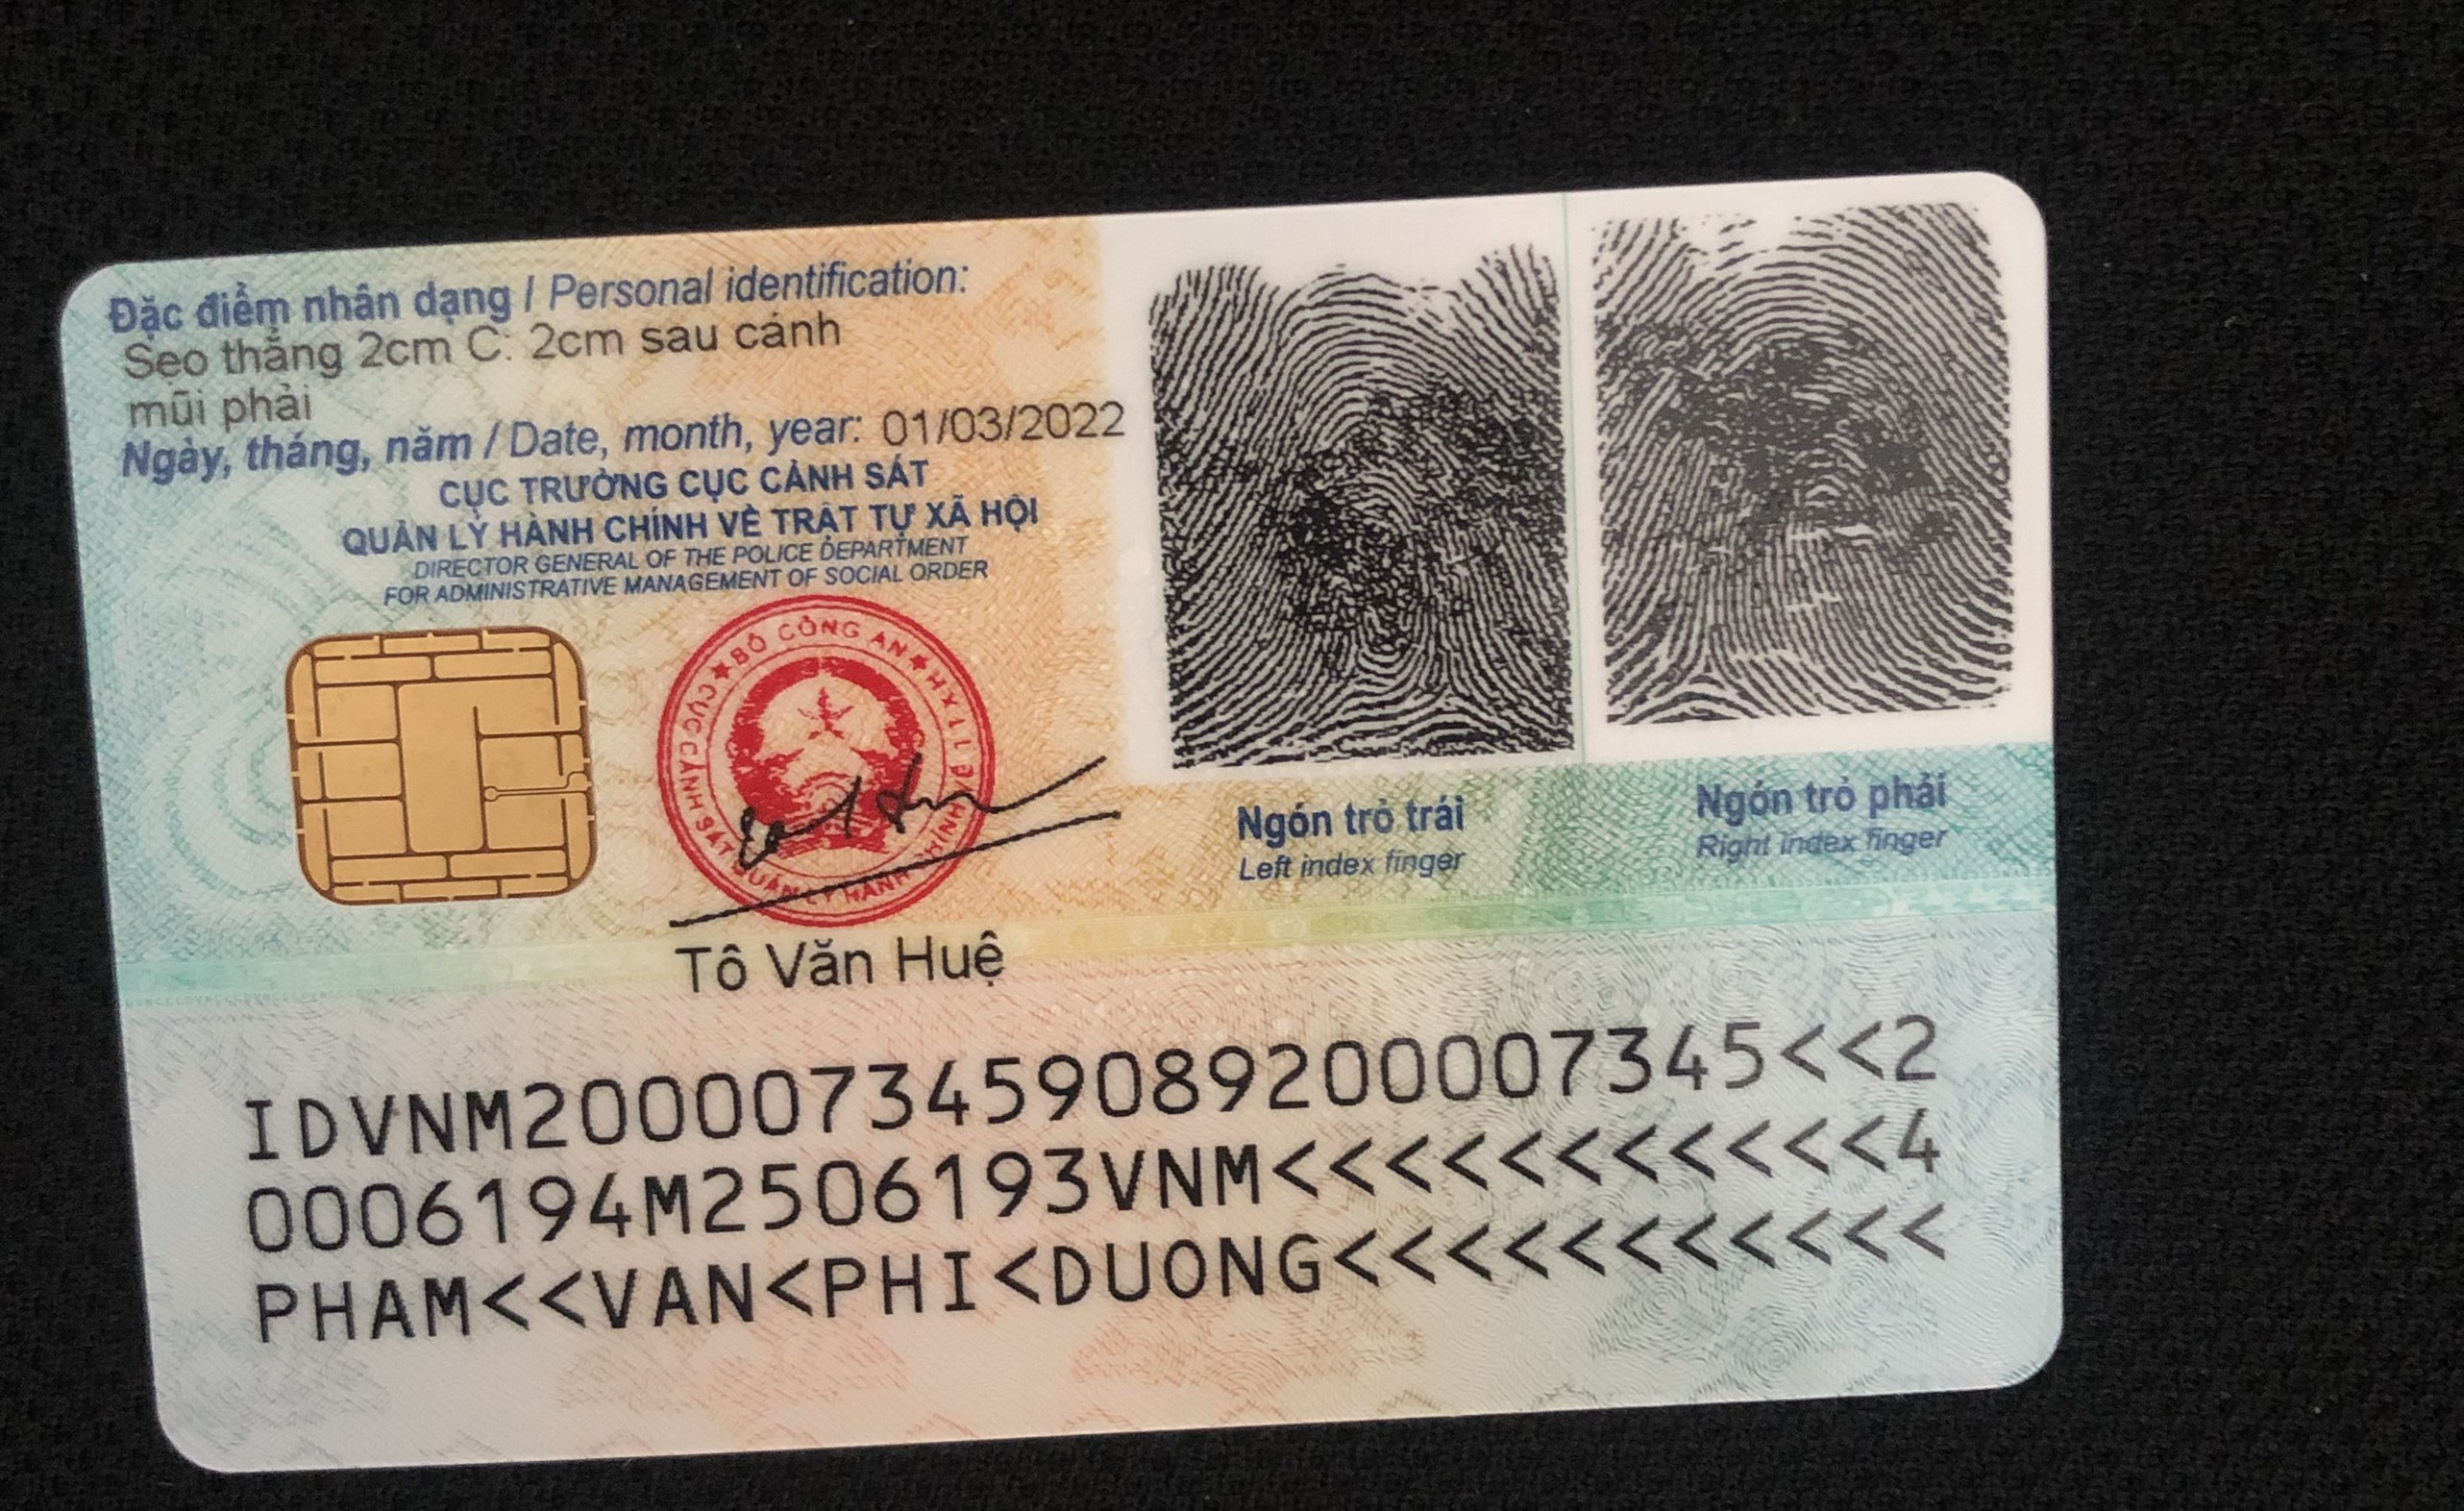 Đặc điểm nhân dạng / Personal identification:
Sẹo thẳng 2cm C: 2cm sau cánh
mũi phải
Ngày, tháng, năm / Date, month, year: 01/03/2022
CỤC TRƯỞNG CỤC CẢNH SÁT
QUẢN LÝ HÀNH CHÍNH VỀ TRẬT TỰ XÃ HỘI
DIRECTOR GENERAL OF THE POLICE DEPARTMENT
FOR ADMINISTRATIVE MANAGEMENT OF SOCIAL ORDER
BỘ CÔNG AN
CỤC CẢNH SÁT QUẢN LÝ HÀNH CHÍNH
Tô Văn Huệ
Ngón trỏ trái
Left index finger
Ngón trỏ phải
Right index finger
IDVNM2000073459089200007345<<2
0006194M2506193VNM<<<<<<<<<<<4
PHAM<<VAN<PHI<DUONG<<<<<<<<<<<